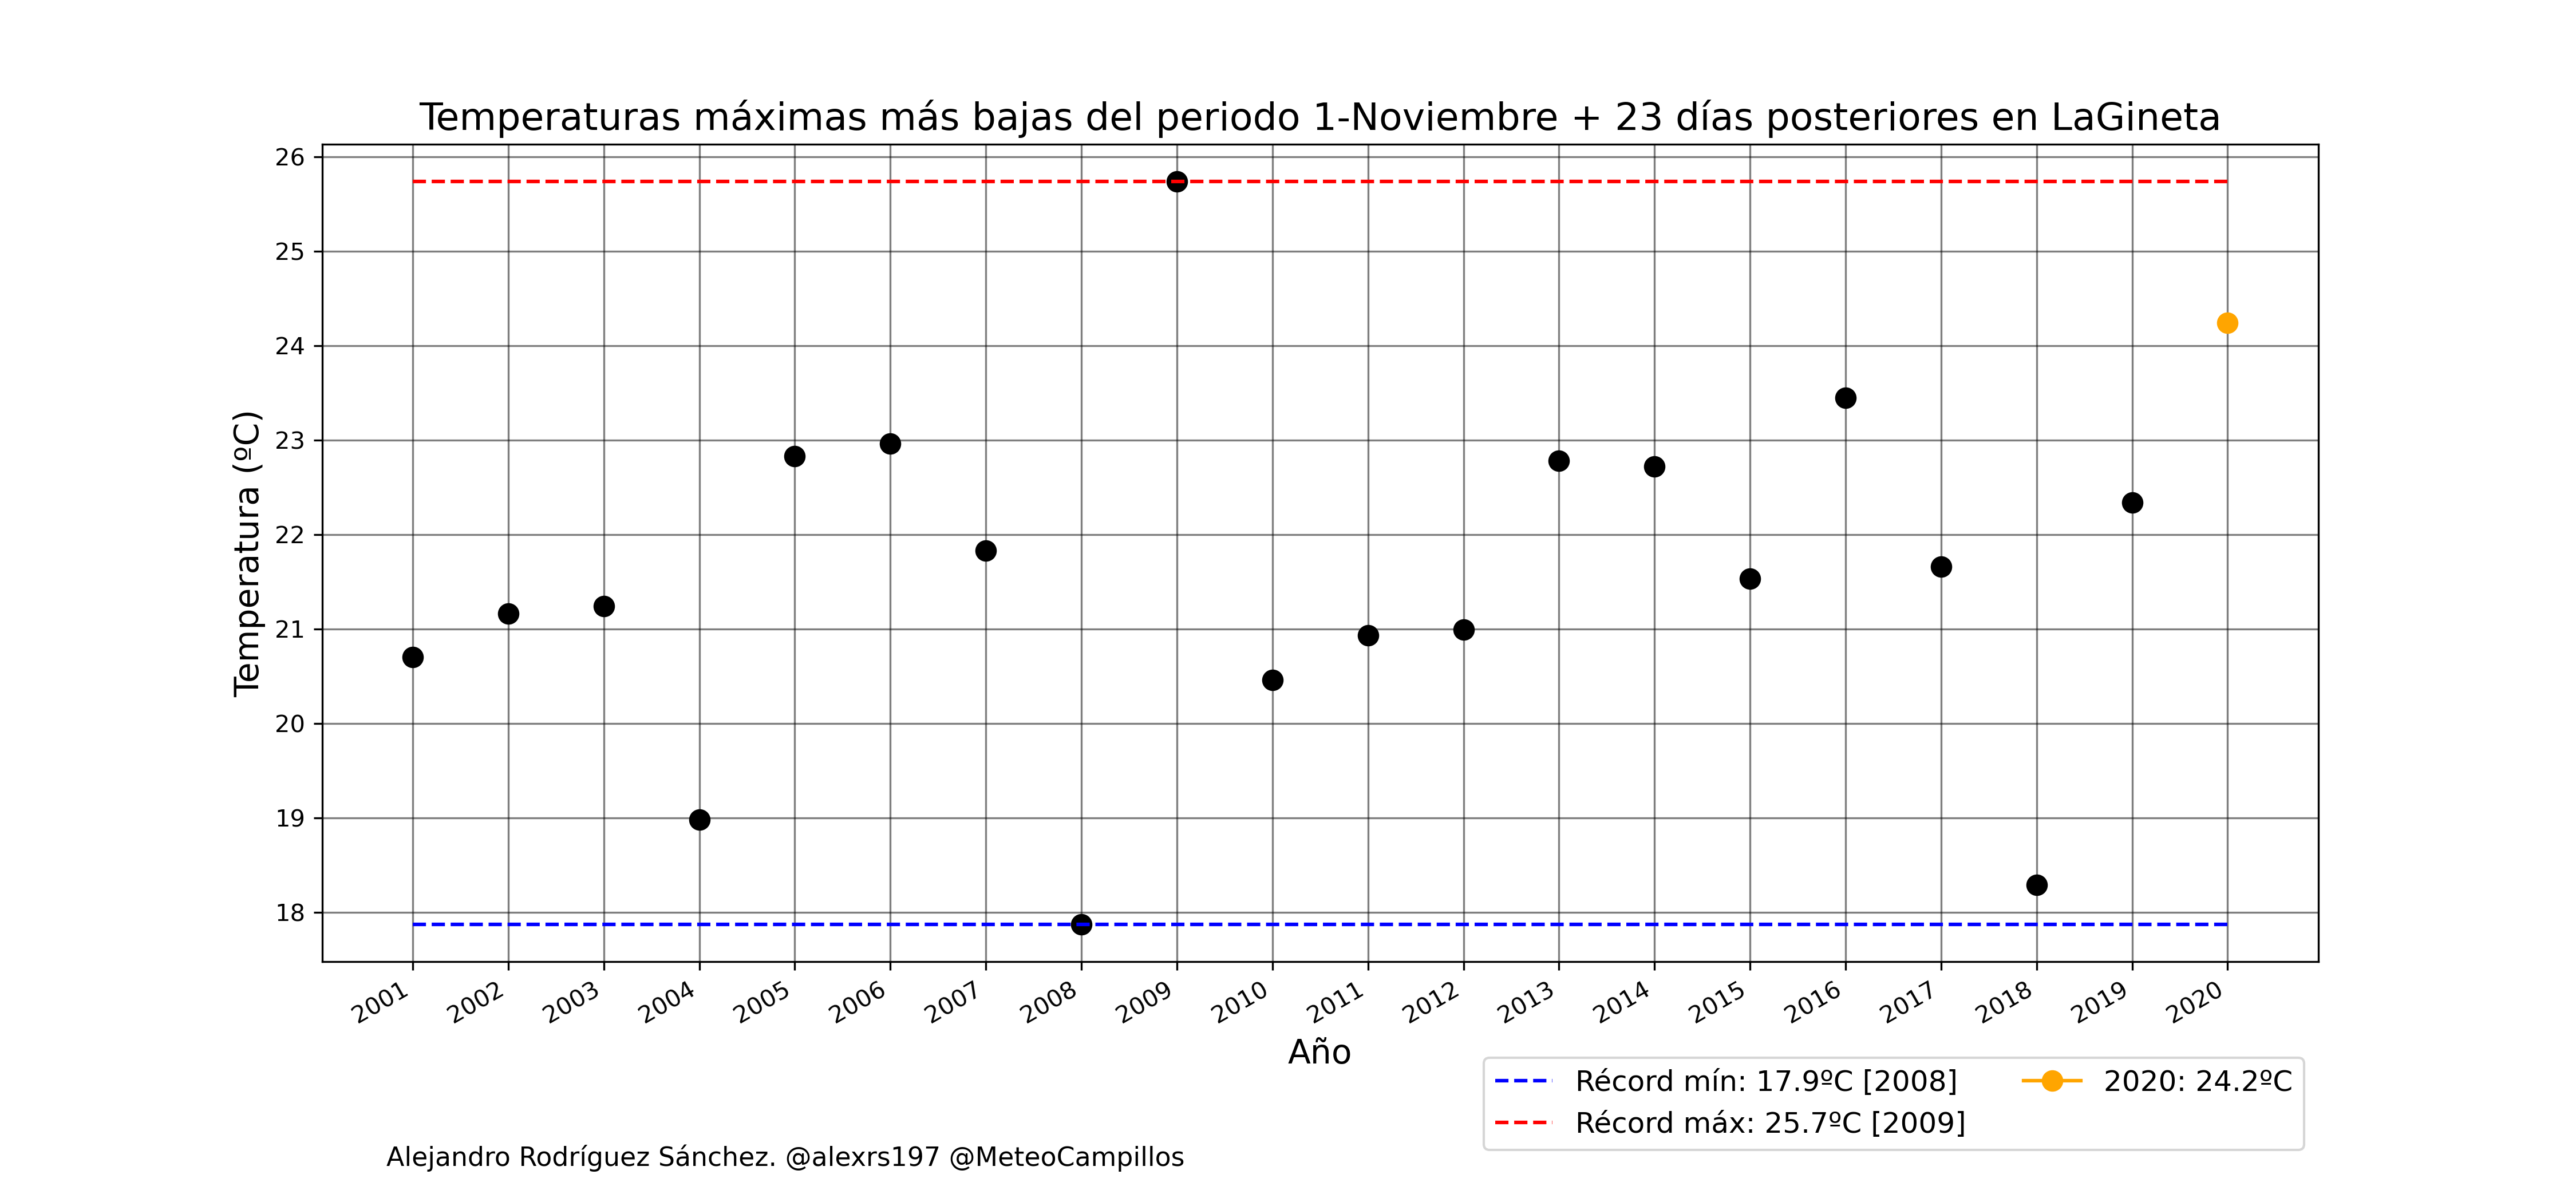 Temperaturas máximas más bajas del periodo 1-Noviembre + 23 días posteriores en LaGineta
Temperatura (ºC)
26
25
24
23
22
21
20
19
18
2001 2002 2003 2004 2005 2006 2007 2008 2009 2010 2011 2012 2013 2014 2015 2016 2017 2018 2019 2020
Año
Récord mín: 17.9ºC [2008]
Récord máx: 25.7ºC [2009]
2020: 24.2ºC
Alejandro Rodríguez Sánchez. @alexrs197 @MeteoCampillos